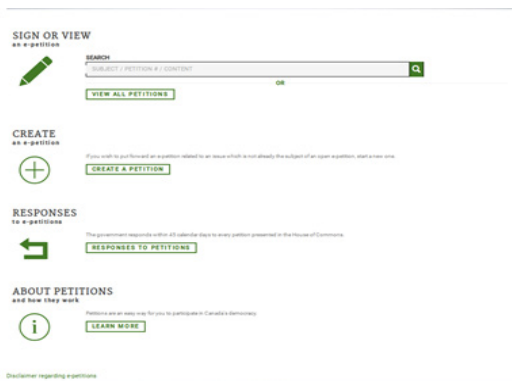 SIGN OR VIEW
an e-petition
SEARCH
SUBJECT / PETITION # / CONTENT
OR
VIEW ALL PETITIONS
CREATE
an e-petition
If you wish to put forward an e-petition related to an issue which is not already the subject of an open e-petition, start a new one.
CREATE A PETITION
RESPONSES
to e-petitions
The government responds within 45 calendar days to every petition presented in the House of Commons.
RESPONSES TO PETITIONS
ABOUT PETITIONS
and how they work
Petitions are an easy way for you to participate in Canada's democracy.
LEARN MORE
Disclaimer regarding e-petitions